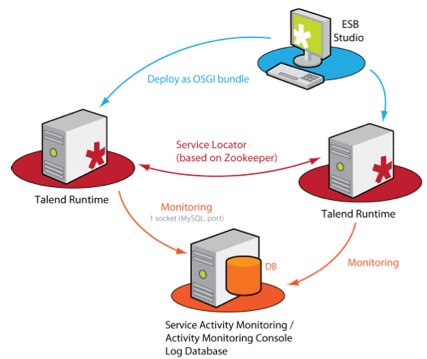 ESB
Studio
Deploy as OSGI bundle
Service Locator
(based on Zookeeper)
Talend Runtime
Talend Runtime
Monitoring
1 socket (MySQL, port)
DB
Monitoring
Service Activity Monitoring /
Activity Monitoring Console
Log Database